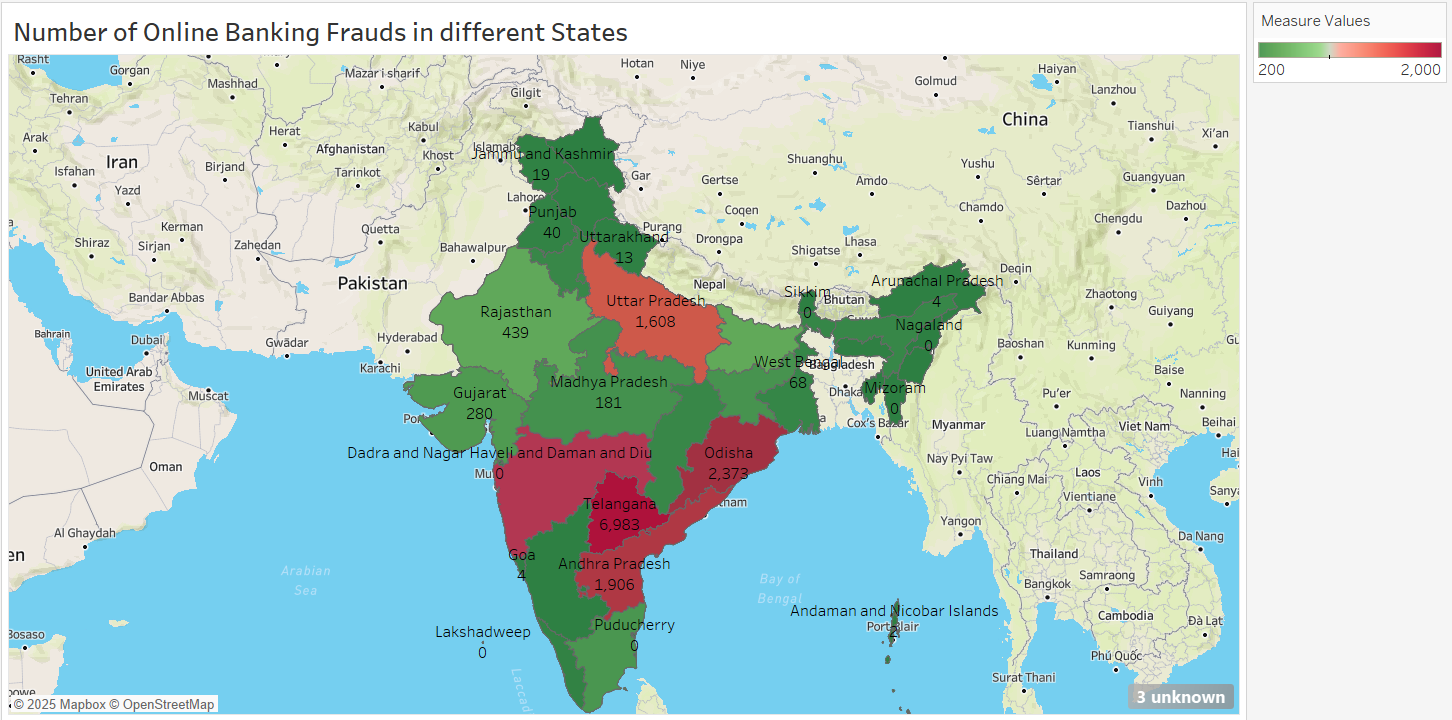 Number of Online Banking Frauds in different States
Measure Values
200
2,000
Rasht
Gorgan
Mazar i sharif
Hotan
Niye
Haiyan
Tehran
Mashhad
Gilgit
Golmud
Lanzhou
Arak
Herat
Kabul
China
Tianshui
Xi'an
Afghanistan
Khost
Jammu and Kashmir
19
Iran
Birjand
Isfahan
Tarinkot
Gar
Gertse
Shuanghu
Amdo
Yushu
Sêrtar
Guangyuan
Yazd
Lahore
Punjab
40
Coqen
Chamdo
Chengdu
Dazhou
Kerman
Quetta
Purang
Shiraz
Sirjan
Zahedan
Bahawalpur
Uttarakhand
13
Drongpa
Lhasa
Shigatse
Pakistan
Nepal
Sikkim
0
Bhutan
Arunachal Pradesh
4
Deqin
Zhaotong
Bandar Abbas
Rajasthan
439
Uttar Pradesh
1,608
Nagaland
0
Guiyang
Bahrain
Dubai
Gwādar
Hyderabad
Karachi
West Bengal
68
Bangladesh
Baoshan
Kunming
United Arab
Emirates
Muscat
Gujarat
280
Madhya Pradesh
181
Dhaka
Mizoram
0
Baise
Nanning
Pu'er
Cox's Bazar
Myanmar
Luang Namtha
Viet Nam
Beihai
Oman
Dadra and Nagar Haveli and Daman and Diu
0
Odisha
2,373
Nay Pyi Taw
Laos
Chiang Mai
Vinh
Vientiane
Sanya
Telangana
6,983
Al Ghaydah
Yangon
Da Nang
Goa
4
Andhra Pradesh
1,906
Arabian
Sea
Bay of
Bengal
Thailand
Bangkok
Samraong
Andaman and Nicobar Islands
Port Blair
2
Cambodia
Đà Lạt
Bosaso
Lakshadweep
0
Puducherry
0
Phú Quốc
Surat Thani
Laccad
© 2025 Mapbox © OpenStreetMap
3 unknown